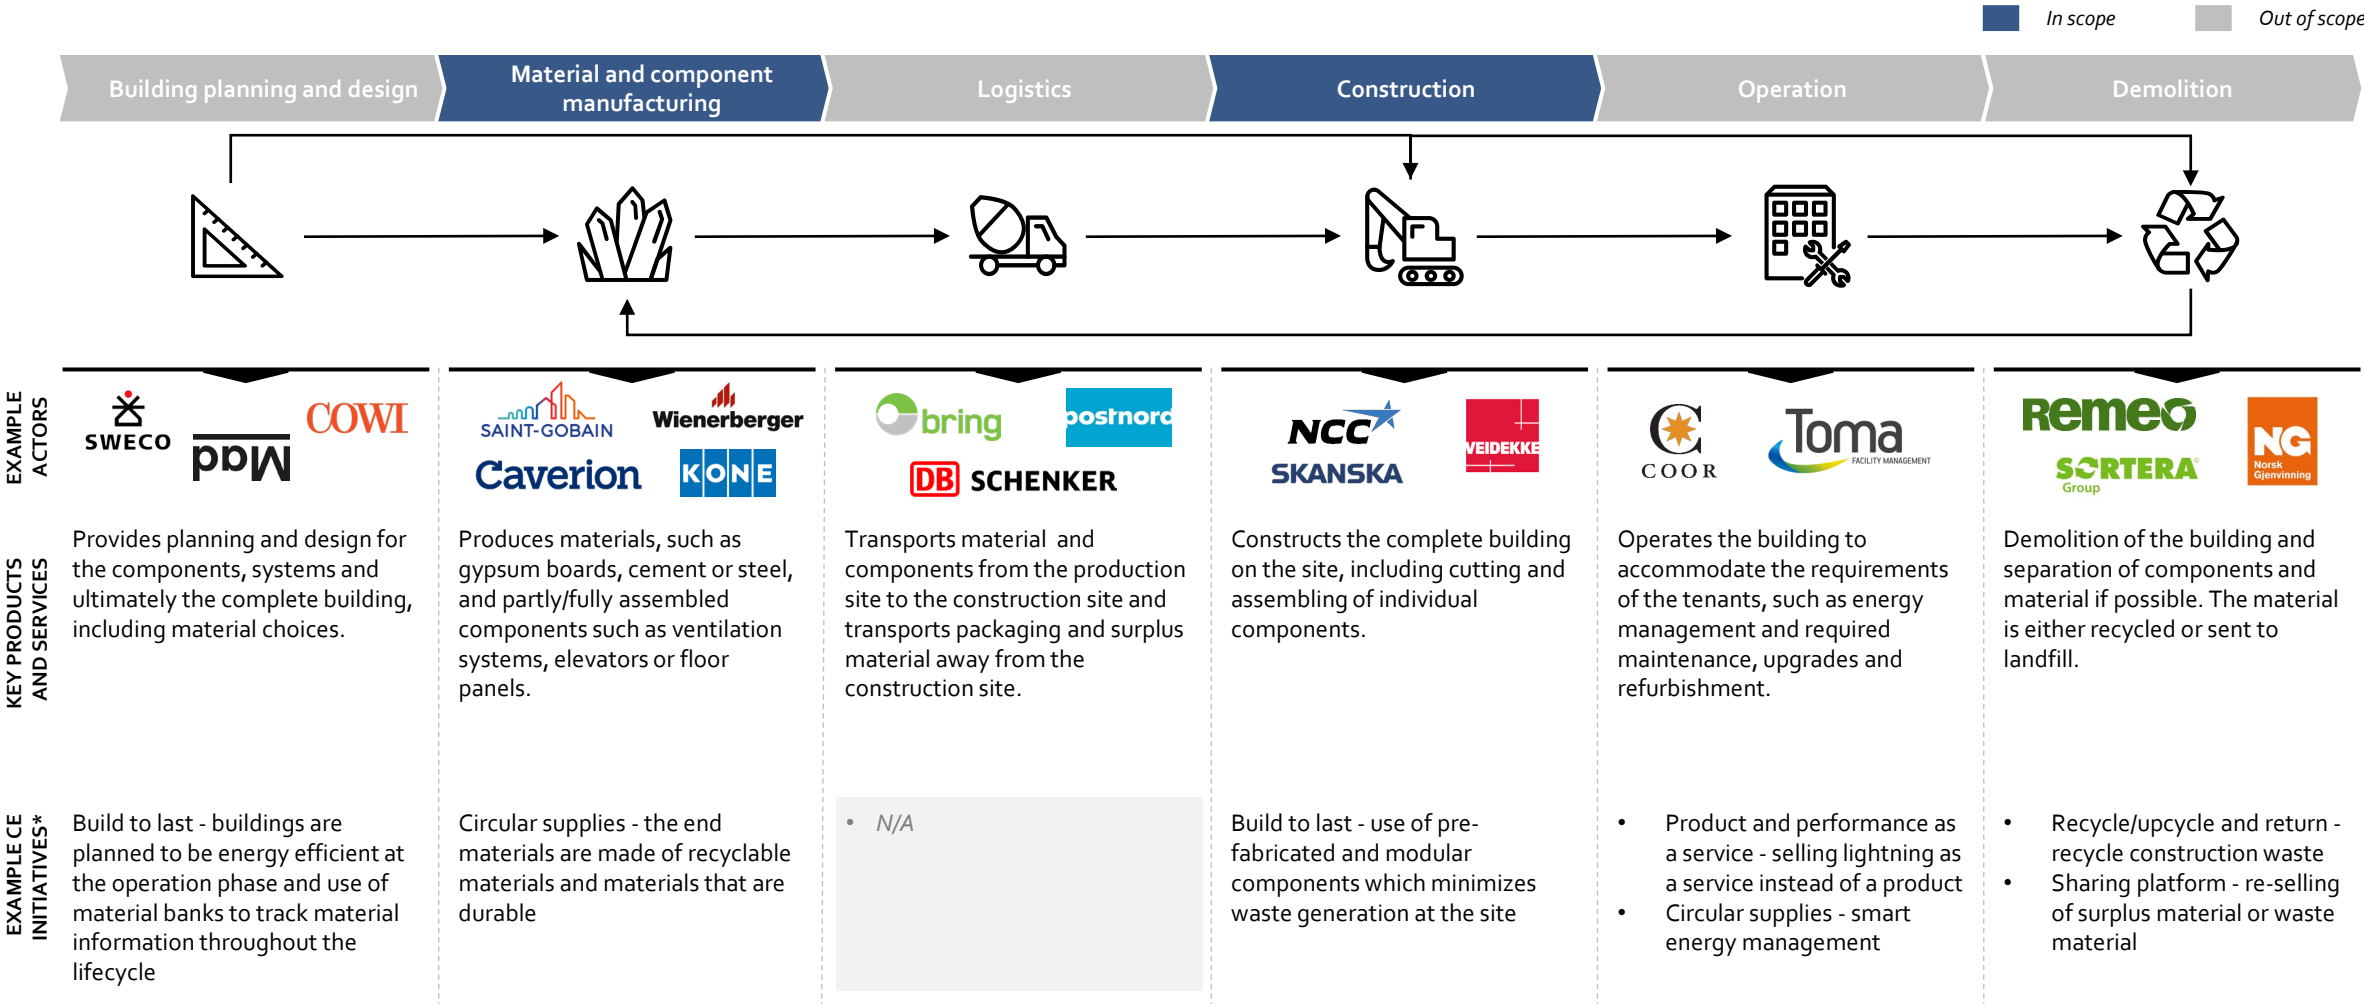 In scope
Out of scope
Building planning and design
Material and component
manufacturing
Logistics
Construction
Operation
Demolition
EXAMPLE
ACTORS
SWECO
Mad
COWI
SAINT-GOBAIN
Wienerberger
Caverion
KONE
bring
postnord
DB SCHENKER
NCC
VEIDEKKE
SKANSKA
COOR
Toma
FACILITY MANAGEMENT
Remeo
SORTERA
Group
NG
Norsk
Gjenvinning
KEY PRODUCTS
AND SERVICES
Provides planning and design for
the components, systems and
ultimately the complete building,
including material choices.
Produces materials, such as
gypsum boards, cement or steel,
and partly/fully assembled
components such as ventilation
systems, elevators or floor
panels.
Transports material and
components from the production
site to the construction site and
transports packaging and surplus
material away from the
construction site.
Constructs the complete building
on the site, including cutting and
assembling of individual
components.
Operates the building to
accommodate the requirements
of the tenants, such as energy
management and required
maintenance, upgrades and
refurbishment.
Demolition of the building and
separation of components and
material if possible. The material
is either recycled or sent to
landfill.
EXAMPLE CE
INITIATIVES*
Build to last - buildings are
planned to be energy efficient at
the operation phase and use of
material banks to track material
information throughout the
lifecycle
Circular supplies - the end
materials are made of recyclable
materials and materials that are
durable
• N/A
Build to last - use of pre-
fabricated and modular
components which minimizes
waste generation at the site
• Product and performance as
a service - selling lightning as
a service instead of a product
• Circular supplies - smart
energy management
• Recycle/upcycle and return -
recycle construction waste
• Sharing platform - re-selling
of surplus material or waste
material